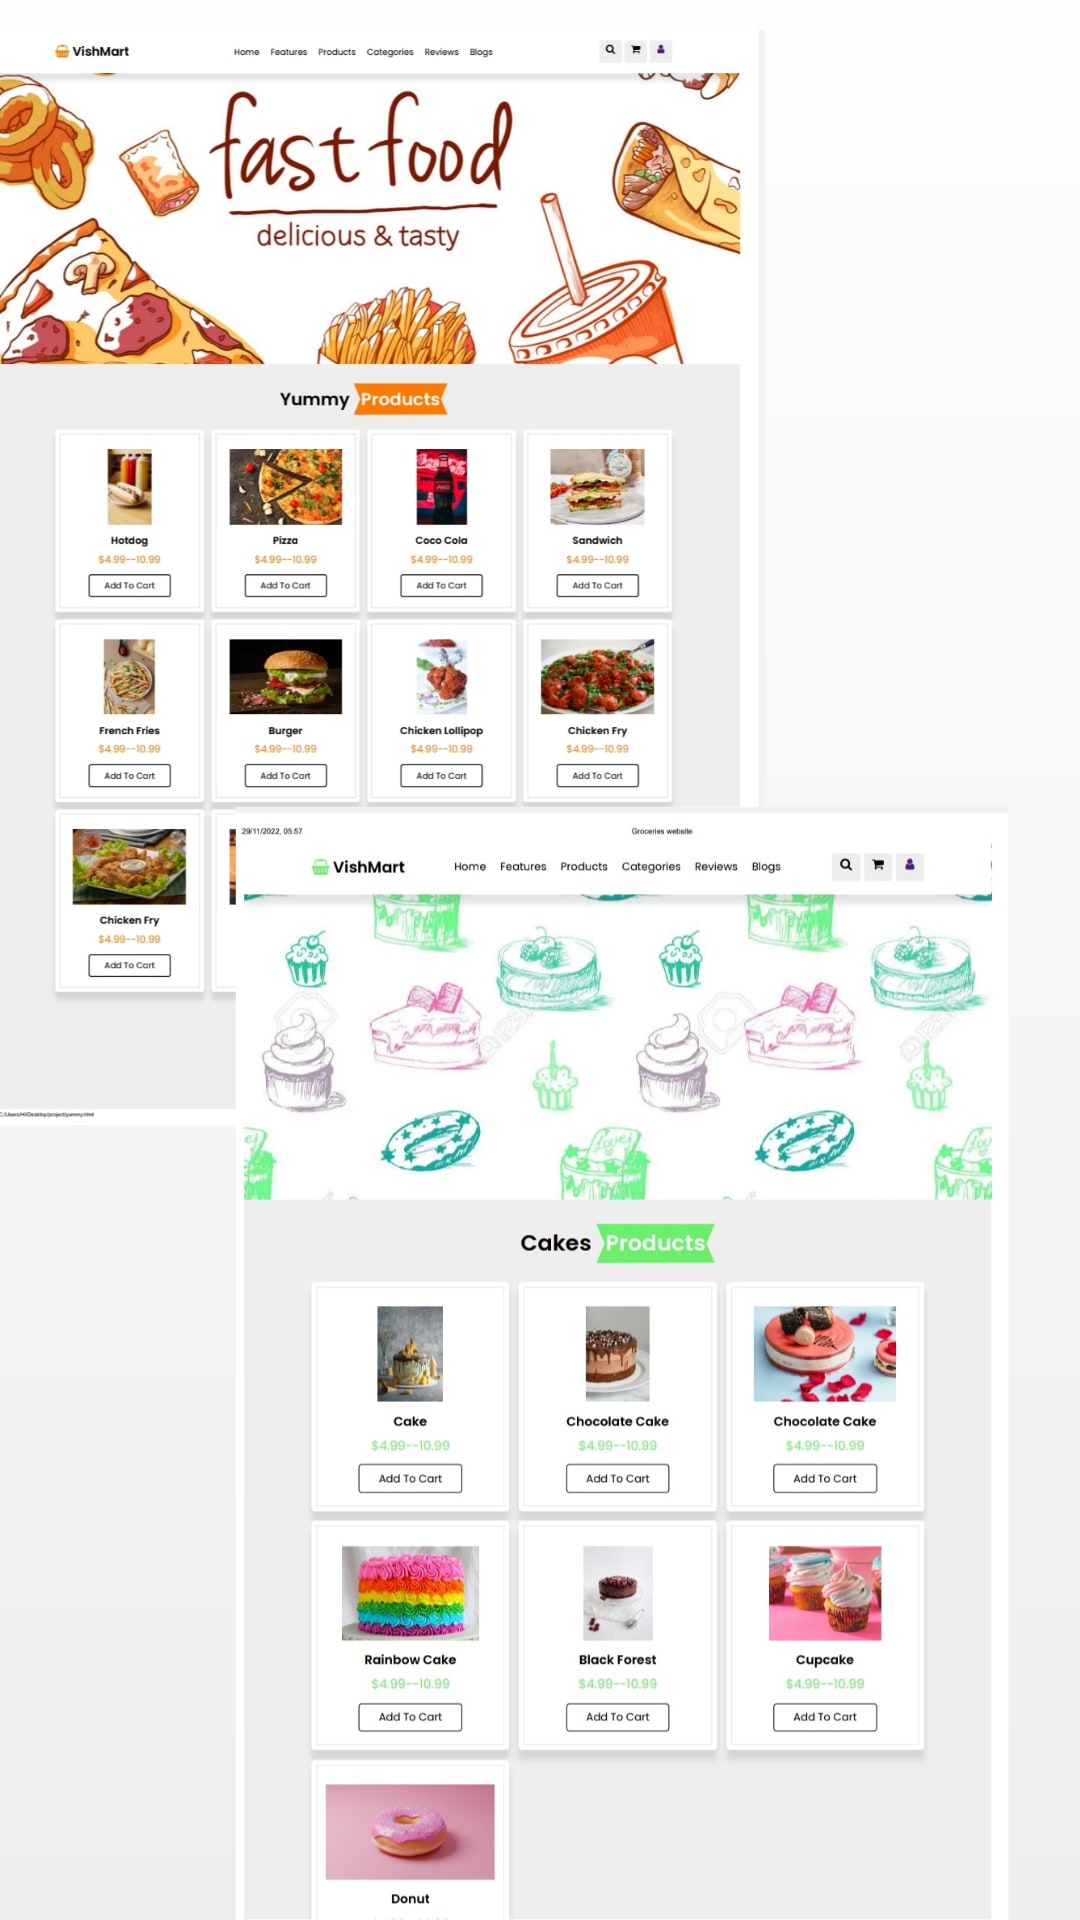 VishMart
Home Features Products Categories Reviews Blogs
fast food
delicious & tasty
Yummy Products
Hotdog Pizza Coco Cola Sandwich
$4.99--10.99 $4.99--10.99 $4.99--10.99 $4.99--10.99
Add To Cart Add To Cart Add To Cart Add To Cart
French Fries Burger Chicken Lollipop Chicken Fry
$4.99--10.99 $4.99--10.99 $4.99--10.99 $4.99--10.99
Add To Cart Add To Cart Add To Cart Add To Cart
Chicken Fry
$4.99--10.99
Add To Cart
29/11/2022, 05:57 Groceries website
VishMart
Home Features Products Categories Reviews Blogs
love!
Cakes Products
Cake Chocolate Cake Chocolate Cake
$4.99--10.99 $4.99--10.99 $4.99--10.99
Add To Cart Add To Cart Add To Cart
Rainbow Cake Black Forest Cupcake
$4.99--10.99 $4.99--10.99 $4.99--10.99
Add To Cart Add To Cart Add To Cart
Donut